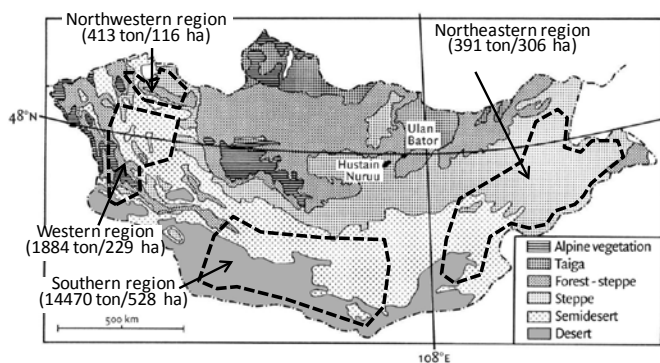 Northwestern region
(413 ton/116 ha)
Northeastern region
(391 ton/306 ha)
48°N
Ulan
Bator
Hustain
Nuruu
Western region
(1884 ton/229 ha)
Southern region
(14470 ton/528 ha)
Alpine vegetation
Taiga
Forest - steppe
Steppe
Semidesert
Desert
500 km
108°E